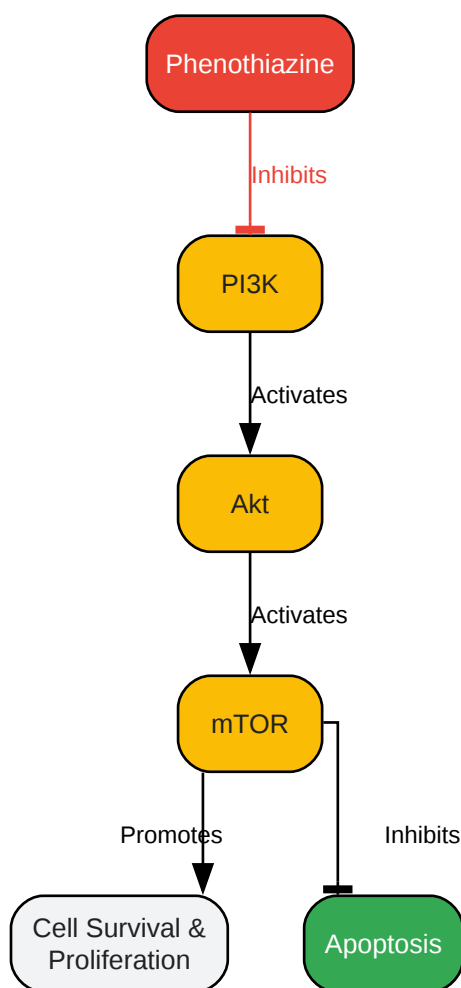 Phenothiazine
Inhibits
PI3K
Activates
Akt
Activates
mTOR
Promotes
Inhibits
Cell Survival &
Proliferation
Apoptosis